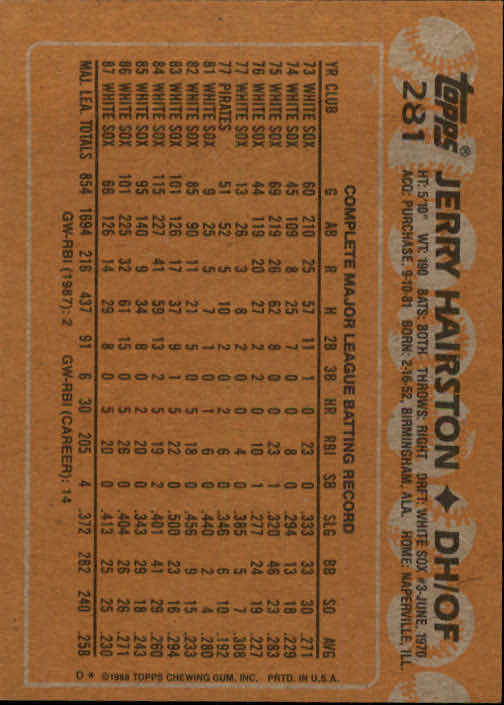 topps®
281
JERRY HAIRSTON ♦ DH/OF
HT: 5'10" WT: 190 BATS: BOTH THROWS: RIGHT DRFT: WHITE SOX #3-JUNE, 1970
ACQ: PURCHASE, 9-10-81 BORN: 2-16-52, BIRMINGHAM, ALA. HOME: NAPERVILLE, ILL.
COMPLETE MAJOR LEAGUE BATTING RECORD
YR CLUB G AB R H 2B 3B HR RBI SB SLG BB SO AVG
73 WHITE SOX 60 210 25 57 11 1 0 23 0 .333 33 30 .271
74 WHITE SOX 45 109 8 25 7 0 0 8 0 .294 13 18 .229
75 WHITE SOX 69 219 26 62 8 0 0 23 1 .320 46 23 .283
76 WHITE SOX 44 119 20 27 2 2 0 10 1 .277 24 19 .227
77 WHITE SOX 13 26 3 8 2 0 0 4 0 .385 5 7 .308
77 PIRATES 51 52 5 10 2 0 2 6 0 .346 6 10 .192
81 WHITE SOX 9 25 5 7 1 0 1 6 0 .440 2 4 .280
82 WHITE SOX 85 90 11 21 5 0 5 18 0 .456 9 15 .233
83 WHITE SOX 101 126 17 37 9 1 5 22 0 .500 23 16 .294
84 WHITE SOX 115 227 41 59 13 2 5 19 2 .401 41 29 .260
85 WHITE SOX 95 140 9 34 8 0 2 20 0 .343 29 18 .243
86 WHITE SOX 101 225 32 61 15 0 5 26 0 .404 26 26 .271
87 WHITE SOX 66 126 14 29 8 0 5 20 0 .413 25 25 .230
MAJ. LEA. TOTALS 854 1694 216 437 91 6 30 205 4 .372 282 240 .258
GW-RBI (1987): 2 GW-RBI (CAREER): 14
D* ©1988 TOPPS CHEWING GUM, INC. PRTD. IN U.S.A.